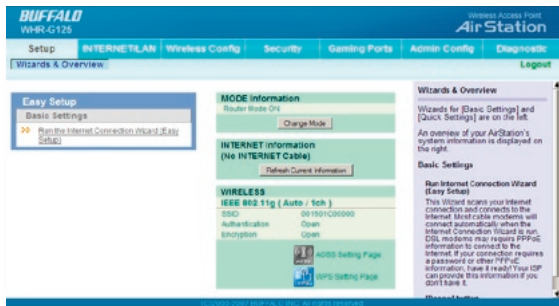 BUFFALO
WHR-G125
Wireless Access Point
AirStation
Setup
INTERNET/LAN
Wireless Config
Security
Gaming Ports
Admin Config
Diagnostic
Wizards & Overview
Logout
Easy Setup
Basic Settings
Run the Internet Connection Wizard (Easy
Setup)
MODE Information
Router Mode ON
Change Mode
INTERNET Information
(No INTERNET Cable)
Refresh Current Information
WIRELESS
IEEE 802.11g ( Auto / 1ch )
SSID 001601C00000
Authentification Open
Encryption Open
AOSS Setting Page
WPS Setting Page
Wizards & Overview
Wizards for [Basic Settings] and
[Quick Settings] are on the left.
An overview of your AirStation's
system information is displayed on
the right.
Basic Settings
Run Internet Connection Wizard
(Easy Setup)
This Wizard scans your Internet
connection and connects to the
Internet. Most cable modems will
connect automatically when the
Internet Connection Wizard is run.
DSL modems may require PPPoE
information to connect to the
Internet. If your connection requires
a password or other PPPoE
information, have it ready! Your ISP
can provide this information if you
don't have it.
(C)2000-2007 BUFFALO INC. All rights reserved.